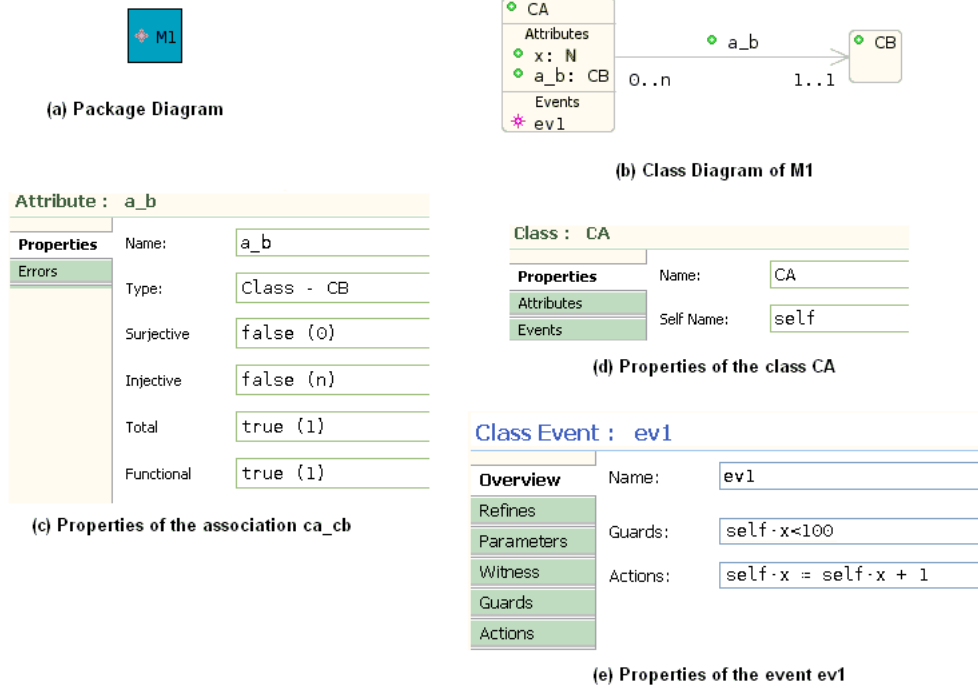 M1
(a) Package Diagram
CA
Attributes
x: ℕ
a_b: CB
Events
ev1
a_b
0..n
1..1
CB
(b) Class Diagram of M1
Attribute : a_b
Properties
Errors
Name: a_b
Type: Class - CB
Surjective false (0)
Injective false (n)
Total true (1)
Functional true (1)
(c) Properties of the association ca_cb
Class : CA
Properties
Attributes
Events
Name: CA
Self Name: self
(d) Properties of the class CA
Class Event : ev1
Overview
Refines
Parameters
Witness
Guards
Actions
Name: ev1
Guards: self·x<100
Actions: self·x ≔ self·x + 1
(e) Properties of the event ev1